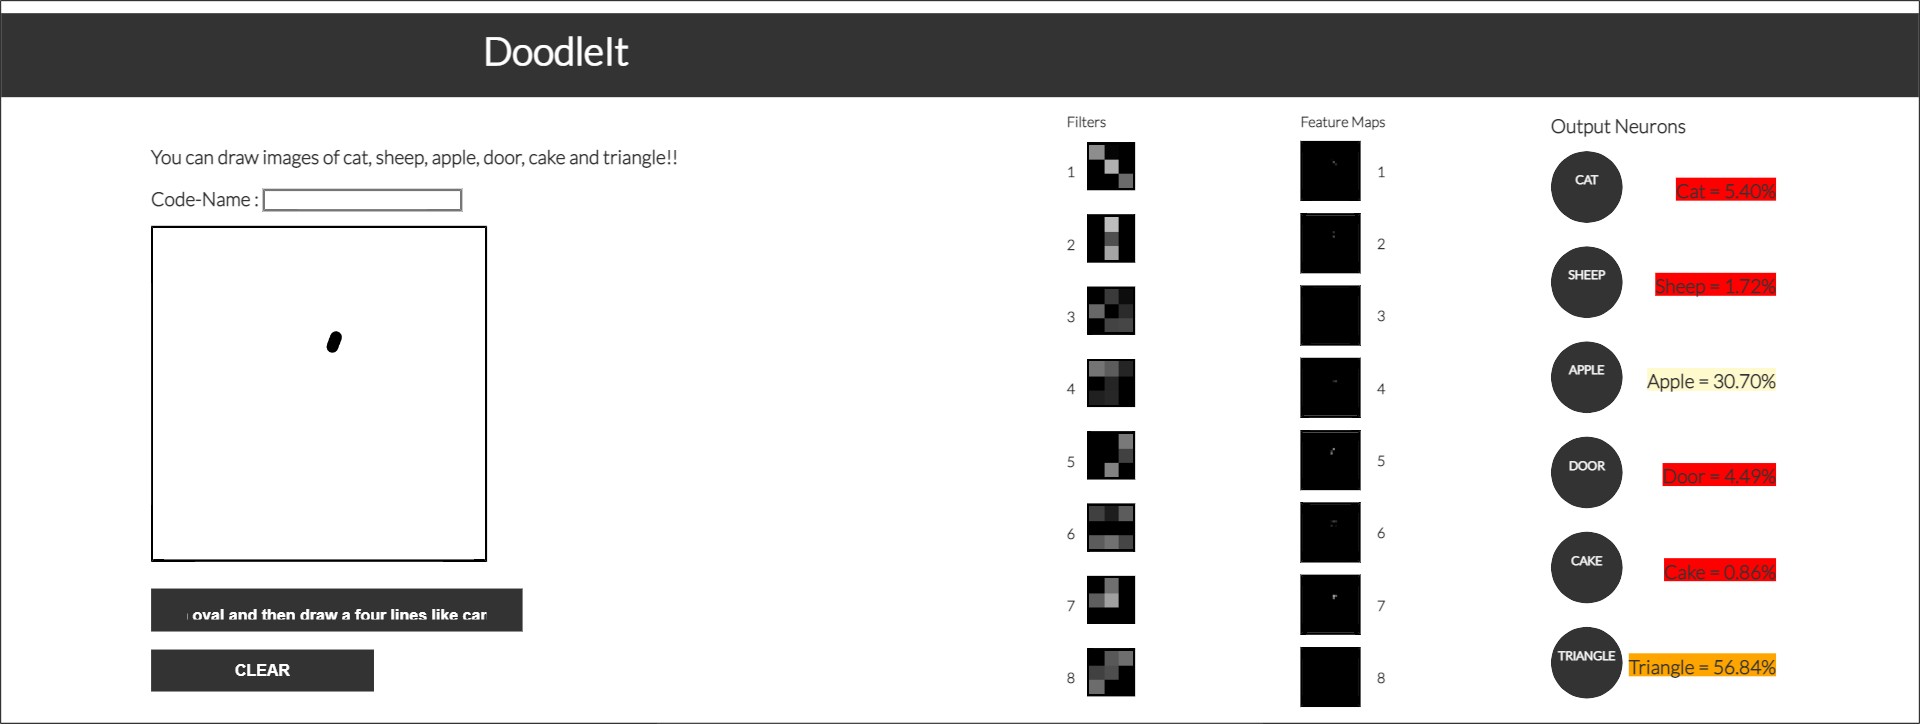 DoodleIt
You can draw images of cat, sheep, apple, door, cake and triangle!!
Code-Name :
oval and then draw a four lines like
CLEAR
Filters
1
2
3
4
5
6
7
8
Feature Maps
1
2
3
4
5
6
7
8
Output Neurons
CAT
Cat = 5.40%
SHEEP
Sheep = 1.72%
APPLE
Apple = 30.70%
DOOR
Door = 4.49%
CAKE
Cake = 0.86%
TRIANGLE
Triangle = 56.84%